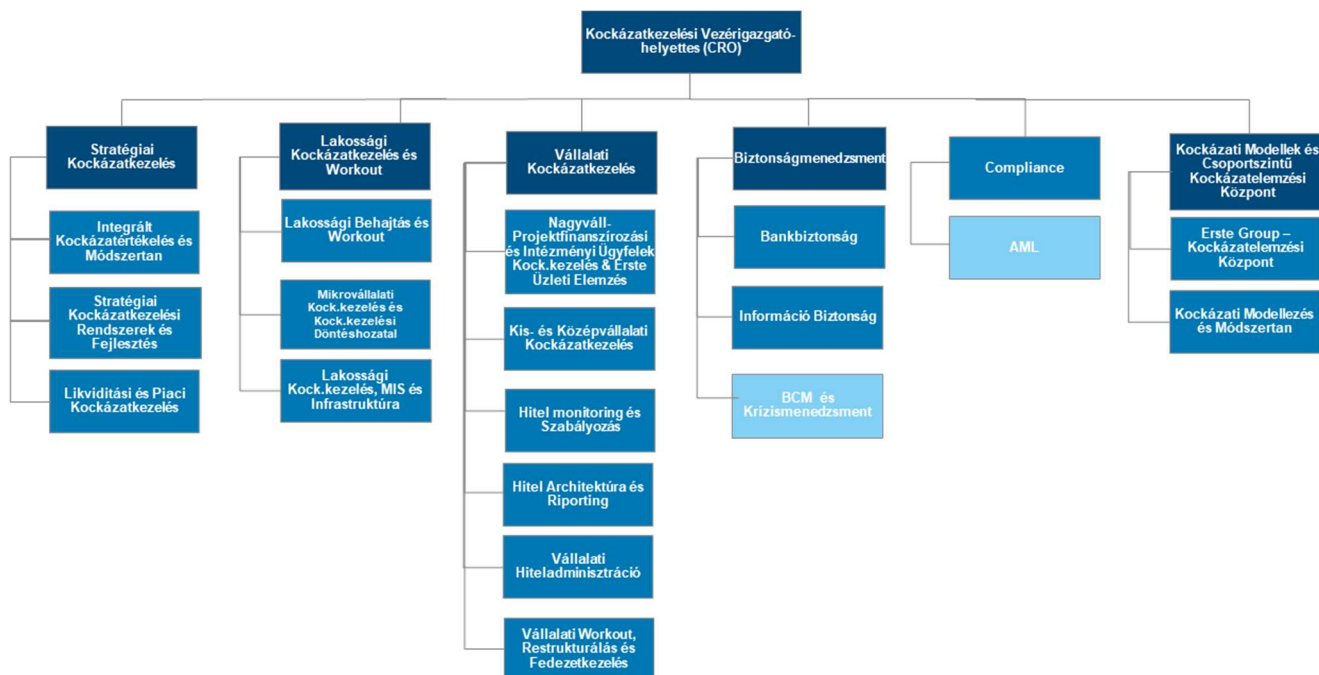 Kockázatkezelési Vezérigazgató-
helyettes (CRO)
Stratégiai
Kockázatkezelés
Integrált
Kockázatértékelés és
Módszertan
Stratégiai
Kockázatkezelési
Rendszerek és
Fejlesztés
Likviditási és Piaci
Kockázatkezelés
Lakossági
Kockázatkezelés és
Workout
Lakossági Behajtás és
Workout
Mikrovállalati
Kock.kezelés és
Kock.kezelési
Döntéshozatal
Lakossági
Kock.kezelés, MIS és
Infrastruktúra
Vállalati
Kockázatkezelés
Nagyváll-
Projektfinanszírozási
és Intézményi Ügyfelek
Kock.kezelés & Erste
Üzleti Elemzés
Kis- és Középvállalati
Kockázatkezelés
Hitel monitoring és
Szabályozás
Hitel Architektúra és
Riporting
Vállalati
Hiteladminisztráció
Vállalati Workout,
Restrukturálás és
Fedezetkezelés
Biztonságmenedzsment
Bankbiztonság
Információ Biztonság
BCM és
Krízismenedzsment
Compliance
AML
Kockázati Modellek és
Csoportszintű
Kockázatelemzési
Központ
Erste Group –
Kockázatelemzési
Központ
Kockázati Modellezés
és Módszertan